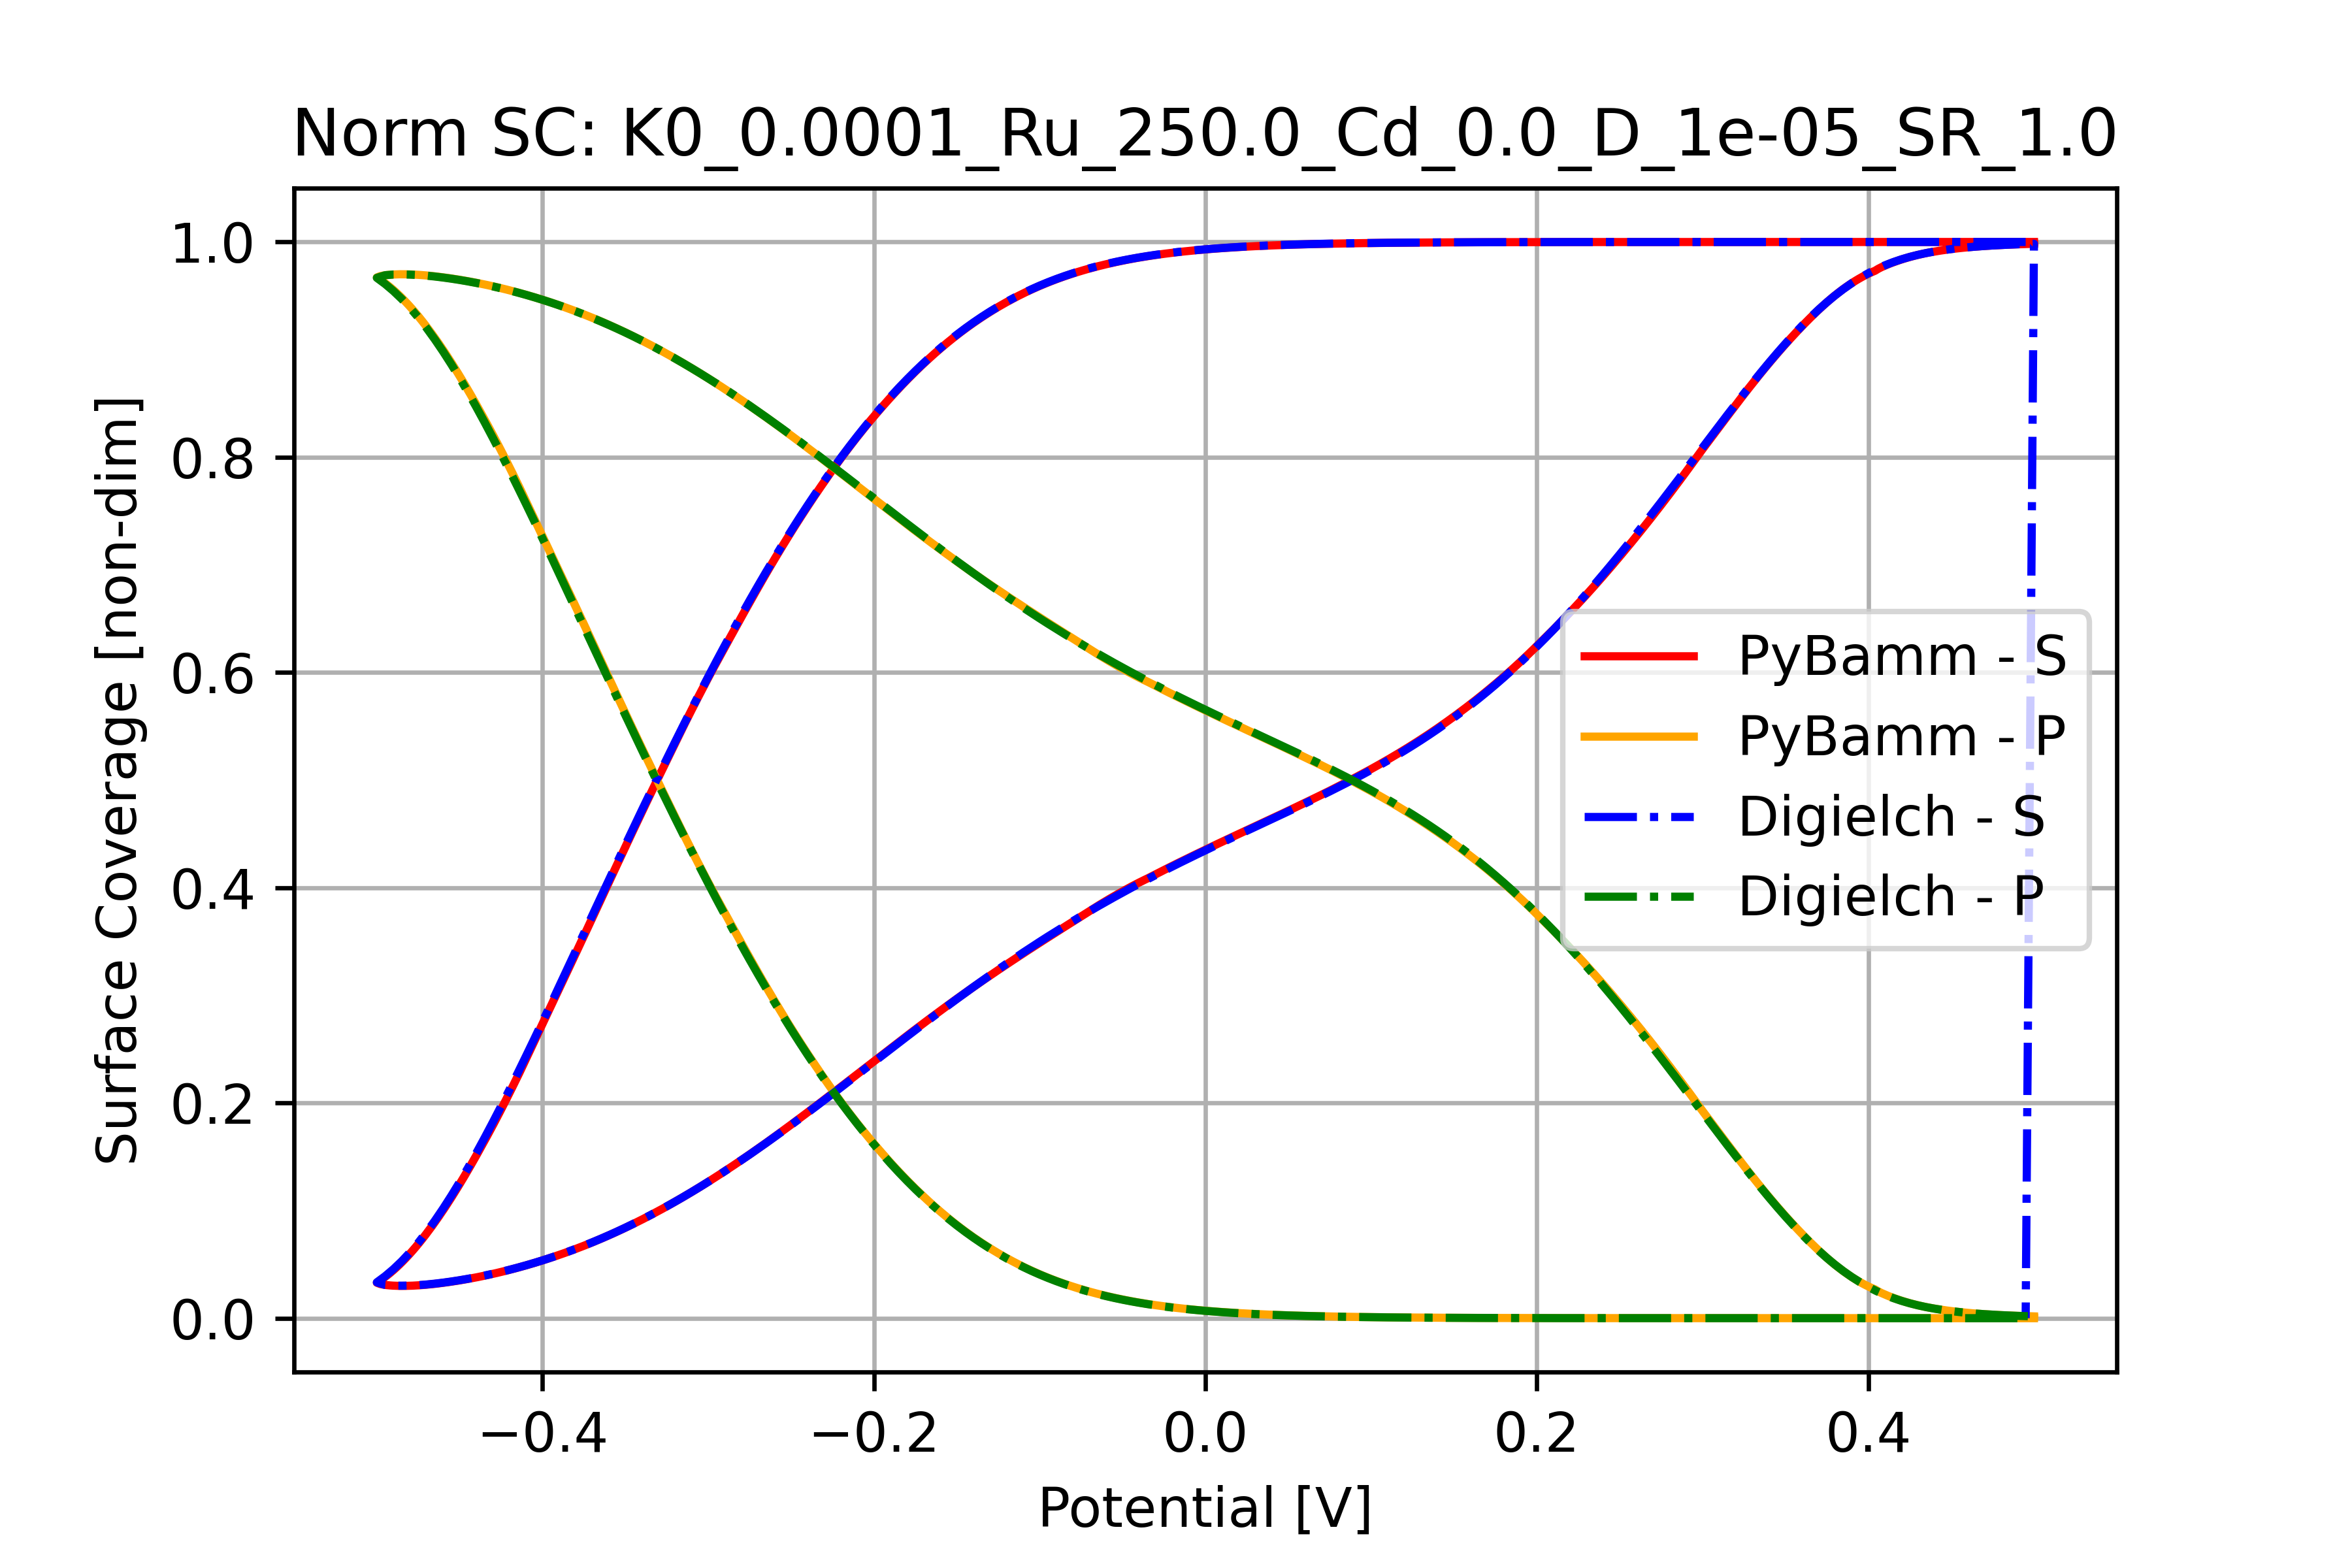 Norm SC: K0_0.0001_Ru_250.0_Cd_0.0_D_1e-05_SR_1.0
Surface Coverage [non-dim]
1.0
0.8
0.6
0.4
0.2
0.0
PyBamm - S
PyBamm - P
Digielch - S
Digielch - P
−0.4
−0.2
0.0
0.2
0.4
Potential [V]